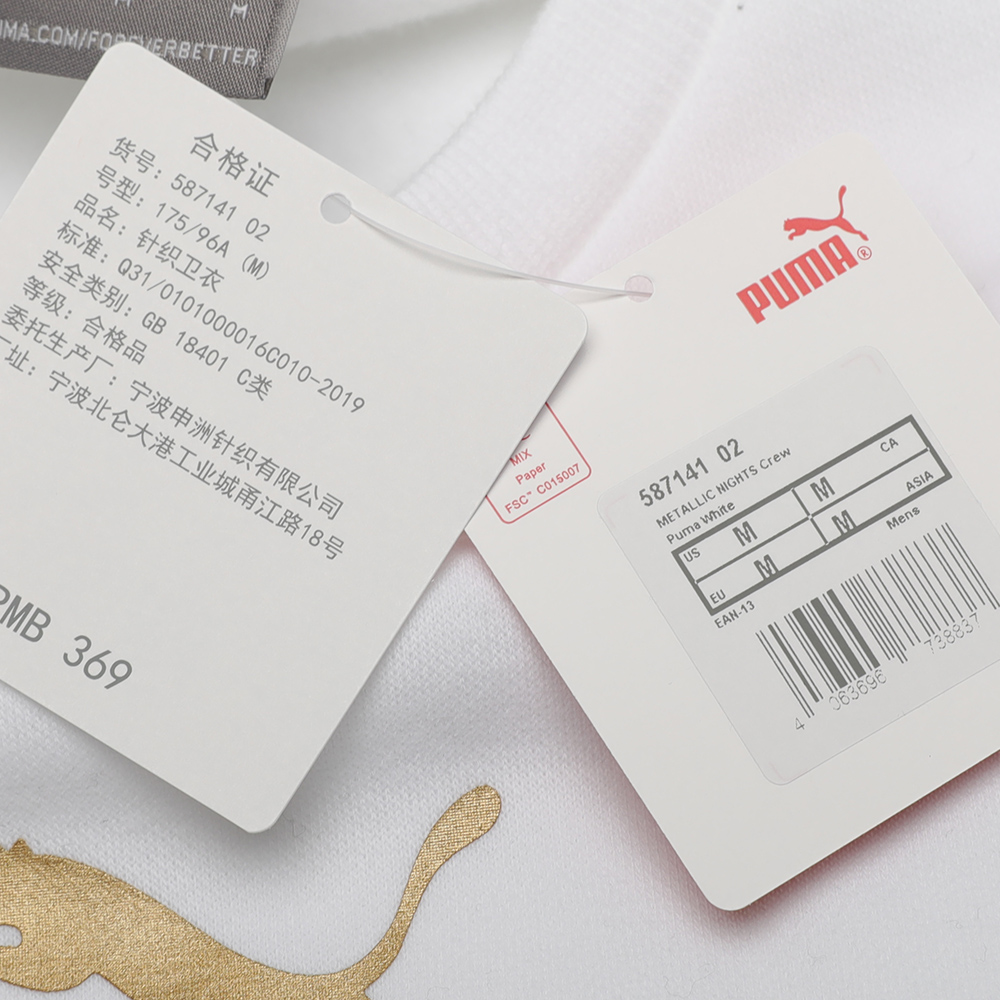 M
M
MA.COM/FOREVERBETTER
合格证
货号: 587141 02
号型: 175/96A (M)
品名: 针织卫衣
标准: Q31/0101000016C010-2019
安全类别: GB 18401 C类
等级: 合格品
委托生产厂: 宁波申洲针织有限公司
址: 宁波北仑大港工业城甬江路18号
RMB 369
PUMA®
MIX
Paper
FSC™ C015007
587141 02
METALLIC NIGHTS Crew
Puma White
US M M CA
EU M M ASIA
EAN-13 Mens
4 063696 738837